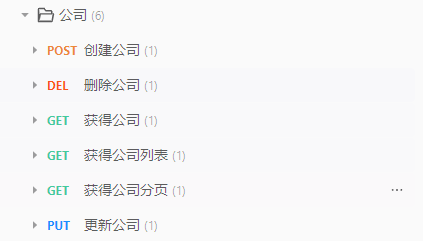 公司 (6)
POST 创建公司 (1)
DEL 删除公司 (1)
GET 获得公司 (1)
GET 获得公司列表 (1)
GET 获得公司分页 (1)
PUT 更新公司 (1)